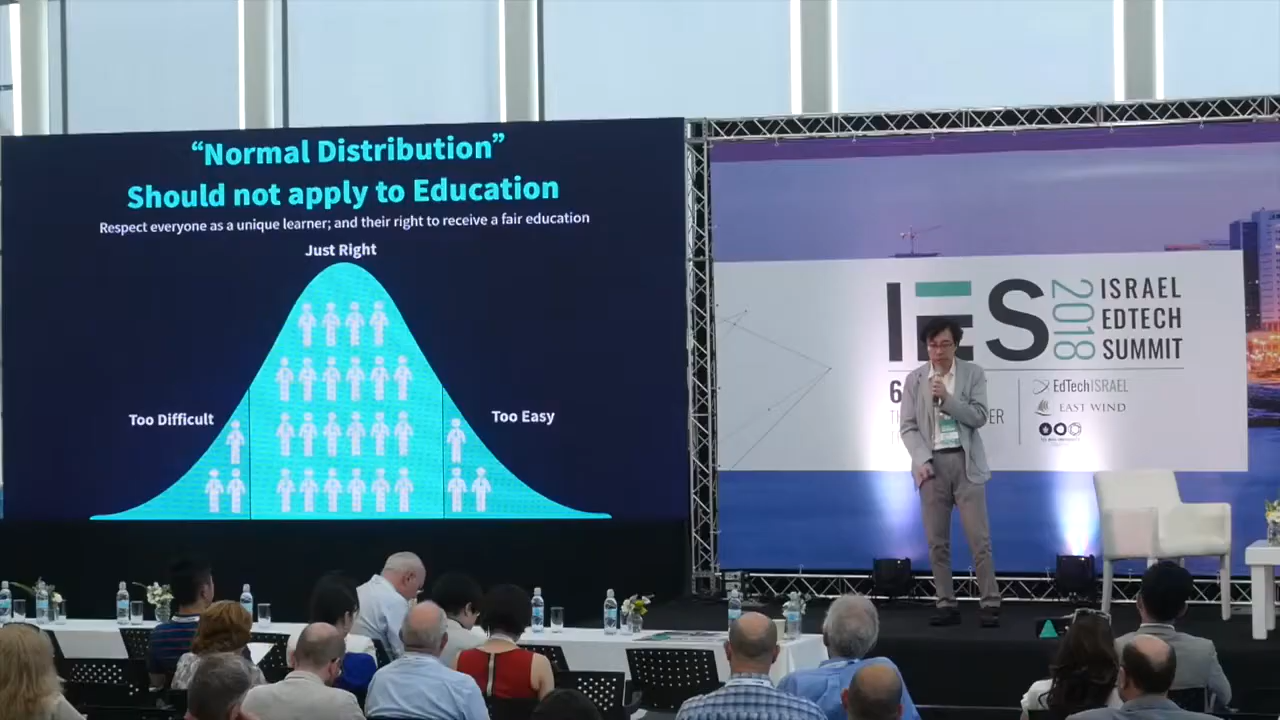 “Normal Distribution”
Should not apply to Education
Respect everyone as a unique learner; and their right to receive a fair education
Just Right
Too Difficult
Too Easy
IES
2018
ISRAEL
EDTECH
SUMMIT
6
EdTechISRAEL
EAST WIND